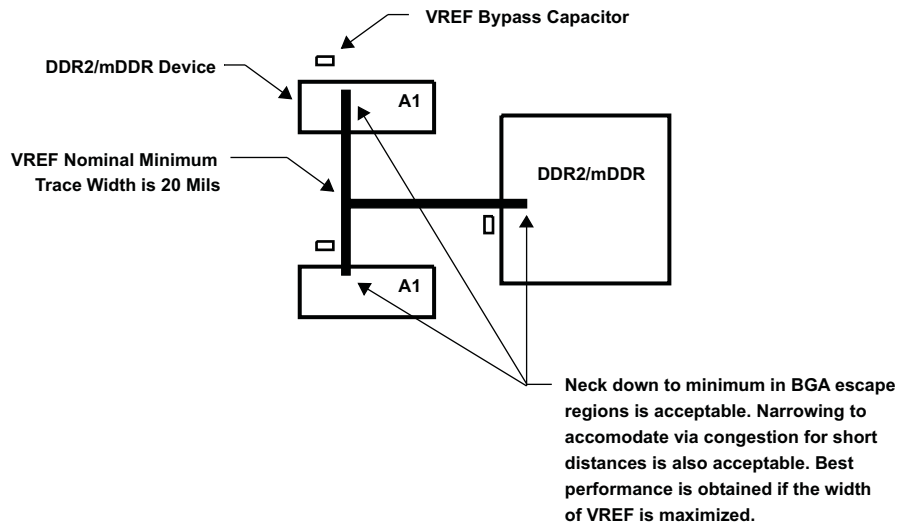 VREF Bypass Capacitor
DDR2/mDDR Device
A1
VREF Nominal Minimum
Trace Width is 20 Mils
DDR2/mDDR
A1
Neck down to minimum in BGA escape
regions is acceptable. Narrowing to
accomodate via congestion for short
distances is also acceptable. Best
performance is obtained if the width
of VREF is maximized.